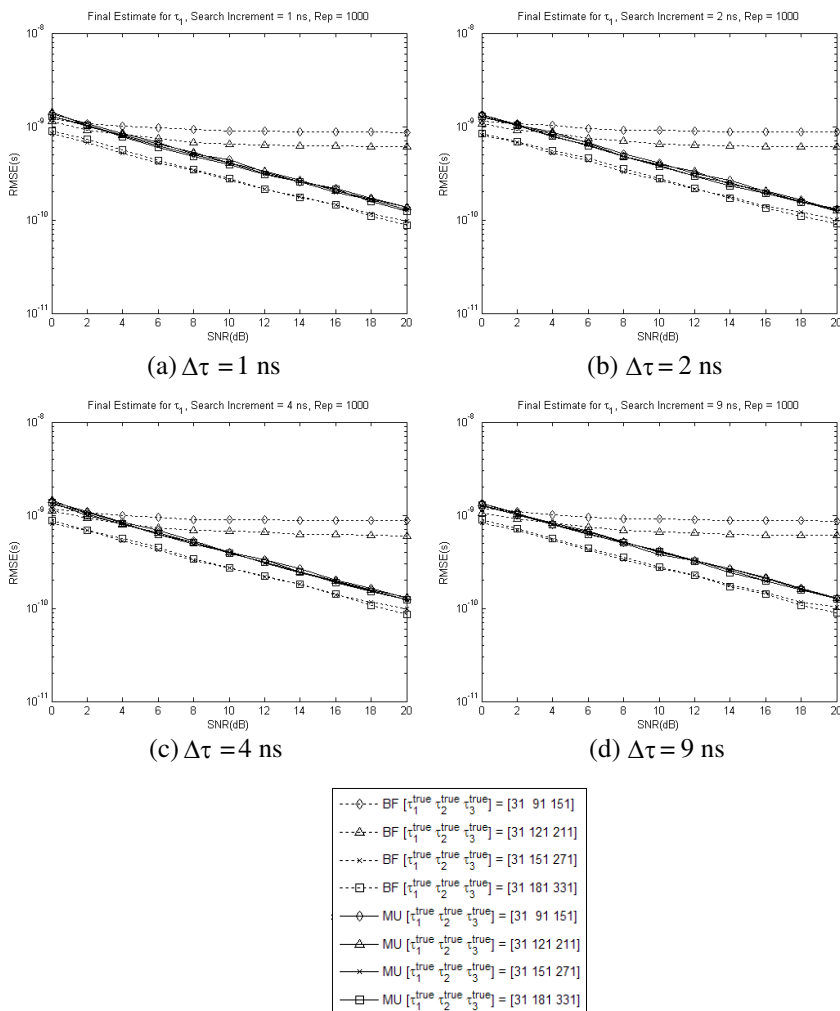 Final Estimate for τ1, Search Increment = 1 ns, Rep = 1000
10^-8
10^-9
10^-10
10^-11
RMSE(s)
0 2 4 6 8 10 12 14 16 18 20
SNR(dB)
(a) Δτ = 1 ns
Final Estimate for τ1, Search Increment = 2 ns, Rep = 1000
10^-8
10^-9
10^-10
10^-11
RMSE(s)
0 2 4 6 8 10 12 14 16 18 20
SNR(dB)
(b) Δτ = 2 ns
Final Estimate for τ1, Search Increment = 4 ns, Rep = 1000
10^-8
10^-9
10^-10
10^-11
RMSE(s)
0 2 4 6 8 10 12 14 16 18 20
SNR(dB)
(c) Δτ = 4 ns
Final Estimate for τ1, Search Increment = 9 ns, Rep = 1000
10^-8
10^-9
10^-10
10^-11
RMSE(s)
0 2 4 6 8 10 12 14 16 18 20
SNR(dB)
(d) Δτ = 9 ns
BF [τ1^true τ2^true τ3^true] = [31 91 151]
BF [τ1^true τ2^true τ3^true] = [31 121 211]
BF [τ1^true τ2^true τ3^true] = [31 151 271]
BF [τ1^true τ2^true τ3^true] = [31 181 331]
MU [τ1^true τ2^true τ3^true] = [31 91 151]
MU [τ1^true τ2^true τ3^true] = [31 121 211]
MU [τ1^true τ2^true τ3^true] = [31 151 271]
MU [τ1^true τ2^true τ3^true] = [31 181 331]